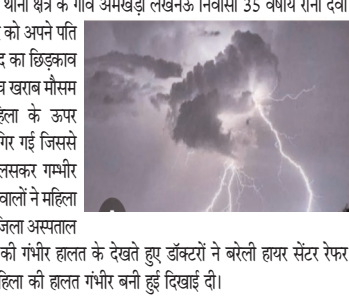 थाना क्षेत्र के गांव अमखेड़ा लखनऊ निवासी 35 वर्षीय रानी देवी
को अपने पति
का छिड़काव
खराब मौसम
के ऊपर
गिर गई जिससे
गम्भीर
वालों ने महिला
जिला अस्पताल
की गंभीर हालत के देखते हुए डॉक्टरों ने बरेली हायर सेंटर रेफर
की हालत गंभीर बनी हुई दिखाई दी।